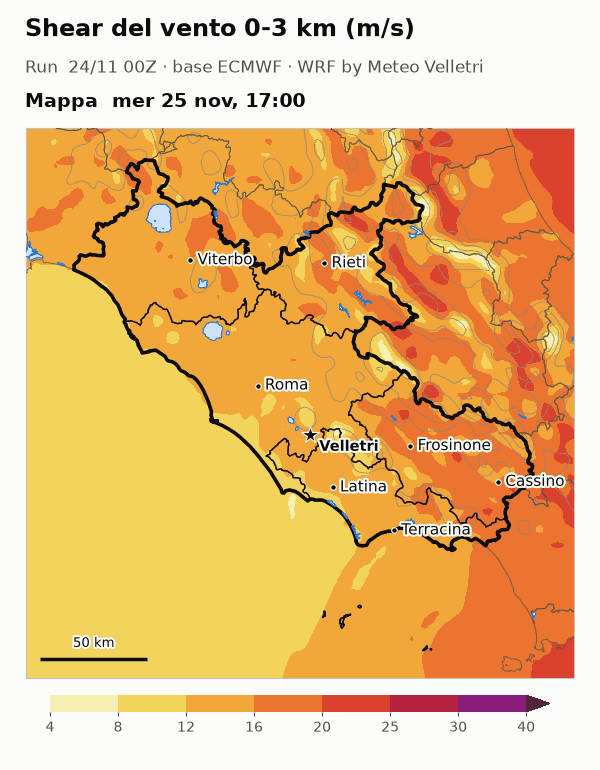 Shear del vento 0-3 km (m/s)
Run  24/11 00Z · base ECMWF · WRF by Meteo Velletri
Mappa  mer 25 nov, 17:00
Viterbo
Rieti
Roma
Velletri
Frosinone
Cassino
Latina
Terracina
50 km
4 8 12 16 20 25 30 40